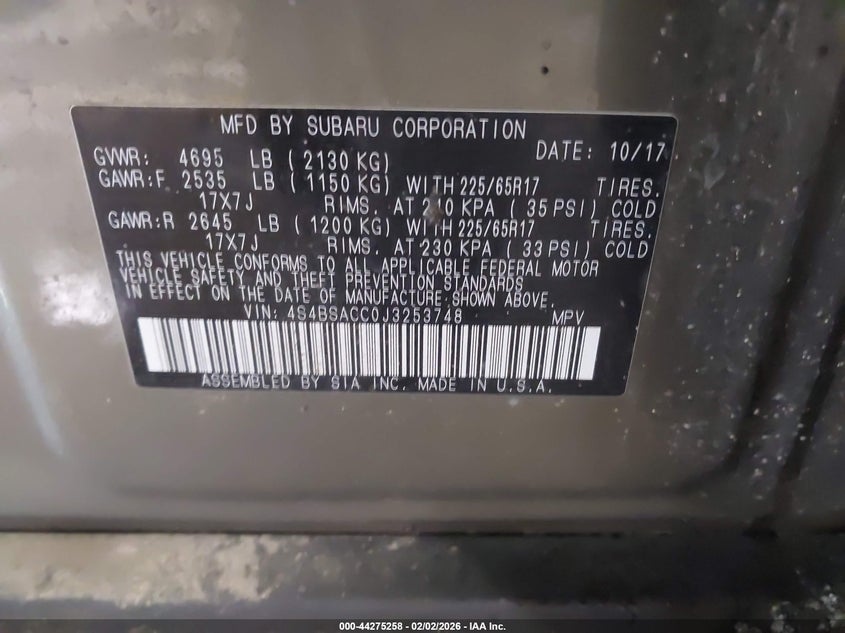 MFD BY SUBARU CORPORATION
DATE: 10/17
GVWR: 4695 LB ( 2130 KG)
GAWR:F 2535 LB ( 1150 KG) WITH 225/65R17 TIRES.
17X7J RIMS. AT 240 KPA ( 35 PSI) COLD
GAWR:R 2645 LB ( 1200 KG) WITH 225/65R17 TIRES.
17X7J RIMS. AT 230 KPA ( 33 PSI) COLD
THIS VEHICLE CONFORMS TO ALL APPLICABLE FEDERAL MOTOR
VEHICLE SAFETY AND THEFT PREVENTION STANDARDS
IN EFFECT ON THE DATE OF MANUFACTURE SHOWN ABOVE.
VIN: 4S4BSACC0J3253748 MPV
ASSEMBLED BY SIA INC. MADE IN U.S.A.
000-44275258 - 02/02/2026 - IAA Inc.